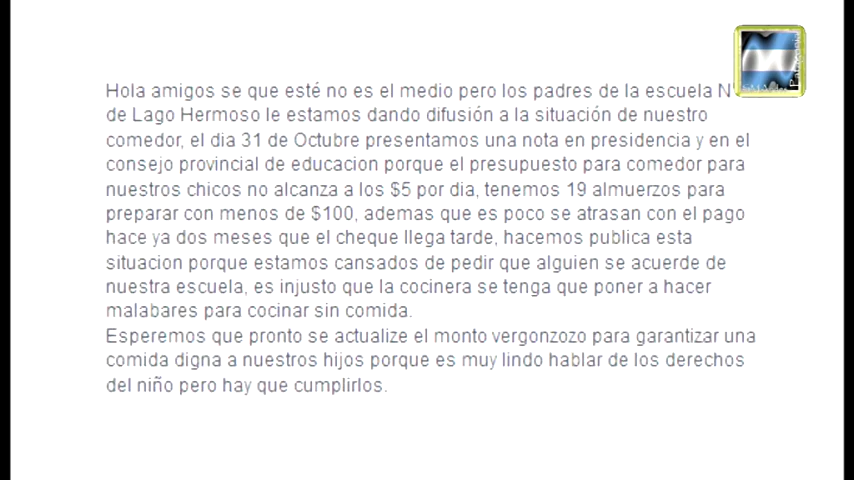 Hola amigos se que esté no es el medio pero los padres de la escuela N°
de Lago Hermoso le estamos dando difusión a la situación de nuestro
comedor, el dia 31 de Octubre presentamos una nota en presidencia y en el
consejo provincial de educacion porque el presupuesto para comedor para
nuestros chicos no alcanza a los $5 por dia, tenemos 19 almuerzos para
preparar con menos de $100, ademas que es poco se atrasan con el pago
hace ya dos meses que el cheque llega tarde, hacemos publica esta
situacion porque estamos cansados de pedir que alguien se acuerde de
nuestra escuela, es injusto que la cocinera se tenga que poner a hacer
malabares para cocinar sin comida.
Esperemos que pronto se actualize el monto vergonzozo para garantizar una
comida digna a nuestros hijos porque es muy lindo hablar de los derechos
del niño pero hay que cumplirlos.